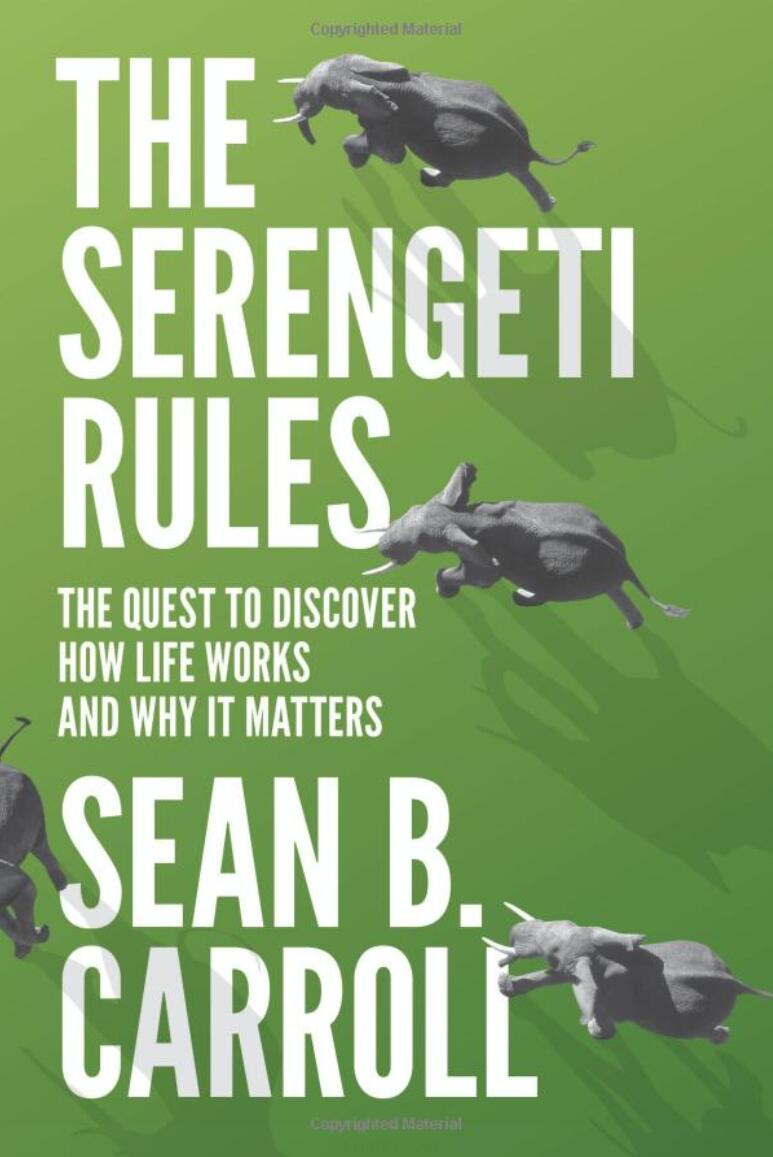 Copyrighted Material
THE
SERENGETI
RULES
THE QUEST TO DISCOVER
HOW LIFE WORKS
AND WHY IT MATTERS
SEAN B.
CARROLL
Copyrighted Material